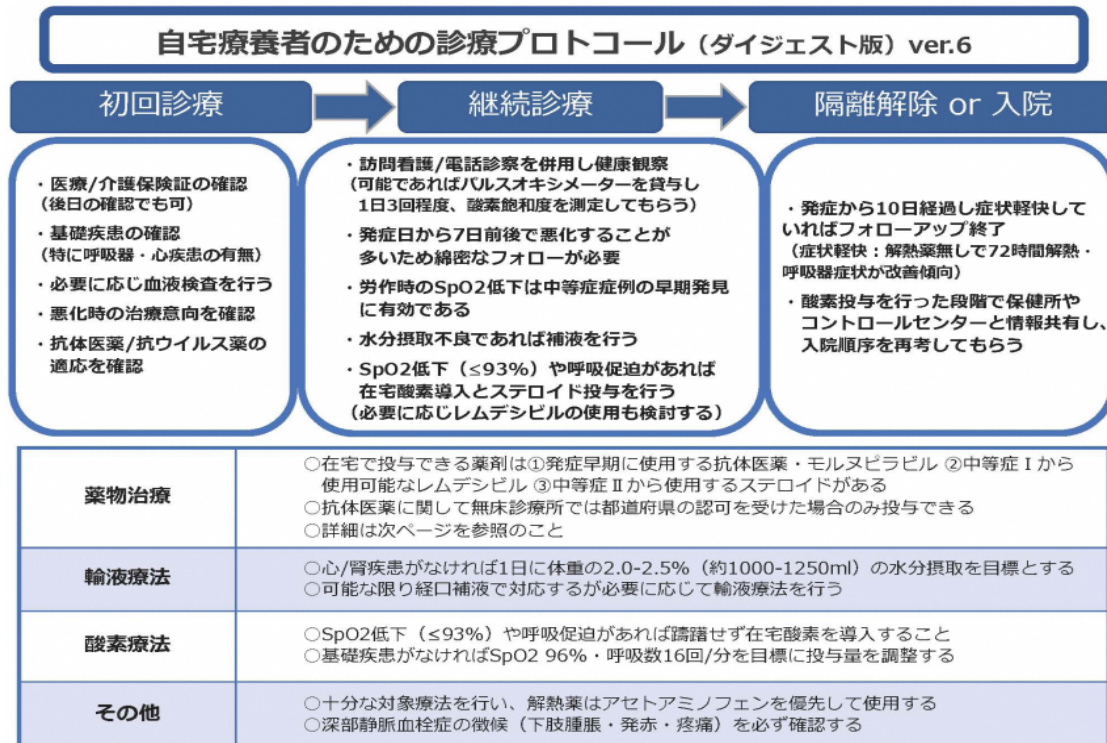 自宅療養者のための診療プロトコール（ダイジェスト版）ver.6
初回診療
継続診療
隔離解除 or 入院
・医療/介護保険証の確認
（後日の確認でも可）
・基礎疾患の確認
（特に呼吸器・心疾患の有無）
・必要に応じ血液検査を行う
・悪化時の治療意向を確認
・抗体医薬/抗ウイルス薬の
適応を確認
・訪問看護/電話診察を併用し健康観察
（可能であればパルスオキシメーターを貸与し
1日3回程度、酸素飽和度を測定してもらう）
・発症日から7日前後で悪化することが
多いため綿密なフォローが必要
・労作時のSpO2低下は中等症症例の早期発見
に有効である
・水分摂取不良であれば補液を行う
・SpO2低下（≤93%）や呼吸促迫があれば
在宅酸素導入とステロイド投与を行う
（必要に応じレムデシビルの使用も検討する）
・発症から10日経過し症状軽快して
いればフォローアップ終了
（症状軽快：解熱薬無しで72時間解熱・
呼吸器症状が改善傾向）
・酸素投与を行った段階で保健所や
コントロールセンターと情報共有し、
入院順序を再考してもらう
薬物治療
○在宅で投与できる薬剤は①発症早期に使用する抗体医薬・モルヌピラビル ②中等症Ⅰから
使用可能なレムデシビル ③中等症Ⅱから使用するステロイドがある
○抗体医薬に関して無床診療所では都道府県の認可を受けた場合のみ投与できる
○詳細は次ページを参照のこと
輸液療法
○心/腎疾患がなければ1日に体重の2.0-2.5%（約1000-1250ml）の水分摂取を目標とする
○可能な限り経口補液で対応するが必要に応じて輸液療法を行う
酸素療法
○SpO2低下（≤93%）や呼吸促迫があれば躊躇せず在宅酸素を導入すること
○基礎疾患がなければSpO2 96%・呼吸数16回/分を目標に投与量を調整する
その他
○十分な対象療法を行い、解熱薬はアセトアミノフェンを優先して使用する
○深部静脈血栓症の徴候（下肢腫脹・発赤・疼痛）を必ず確認する